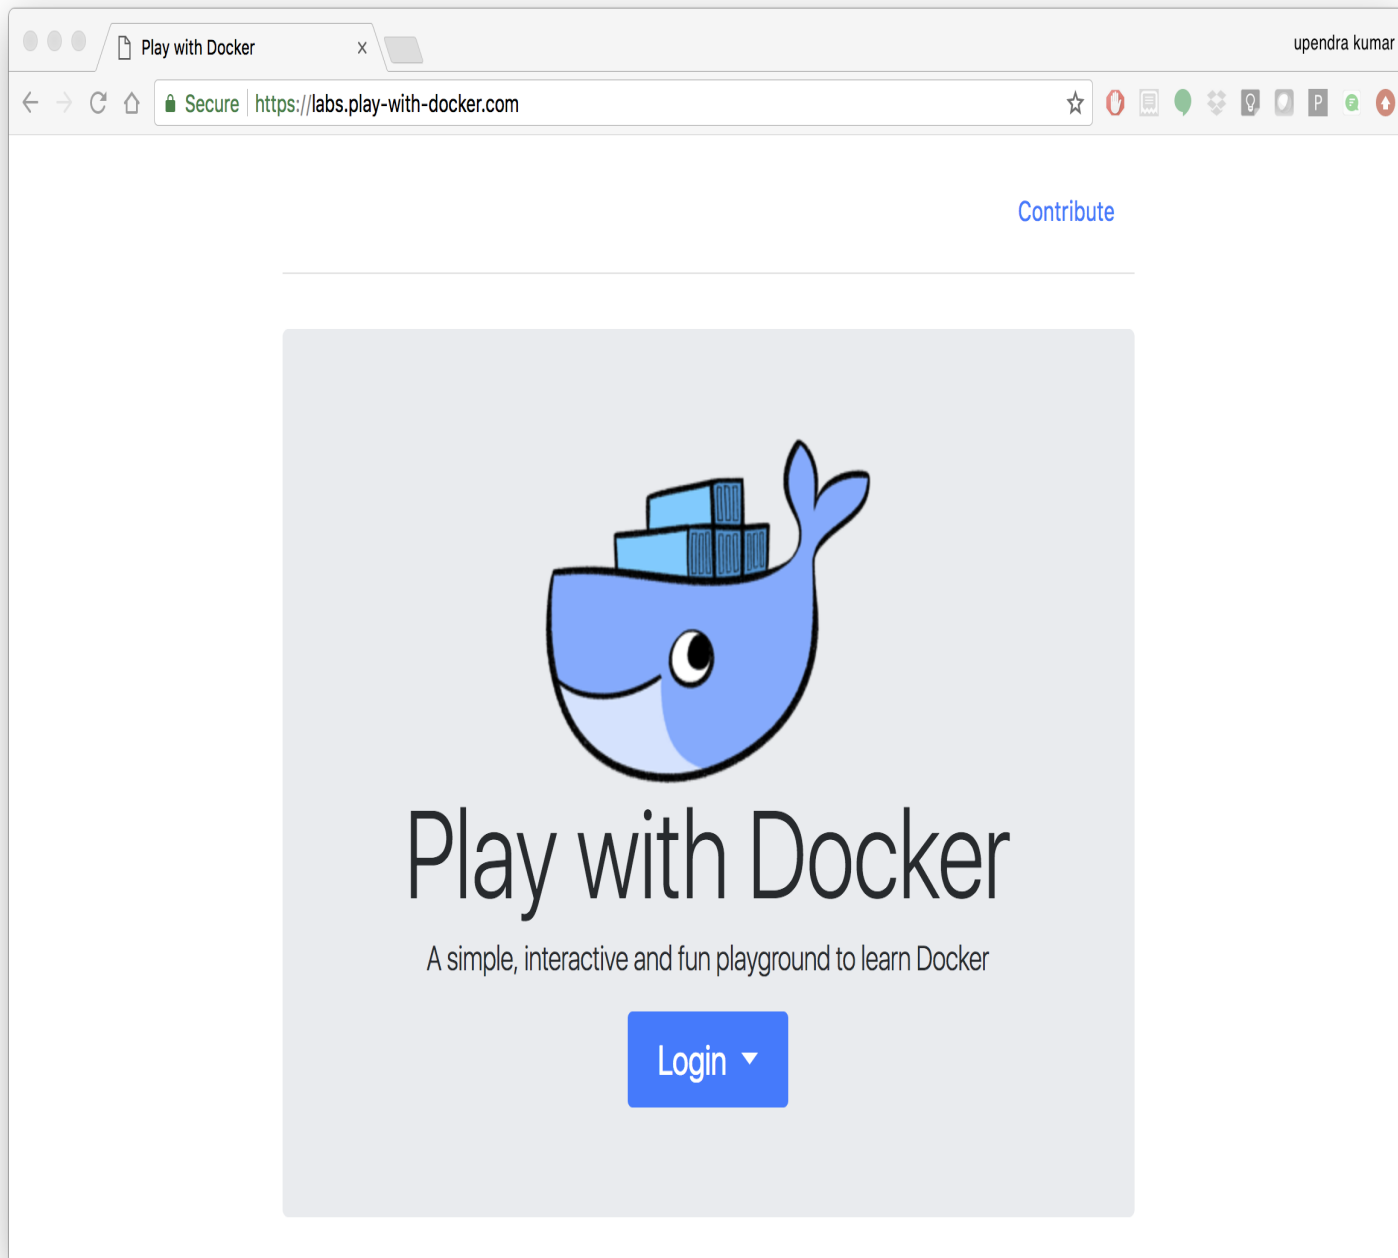 Play with Docker
upendra kumar
Secure https://labs.play-with-docker.com
P
Contribute
Play with Docker
A simple, interactive and fun playground to learn Docker
Login